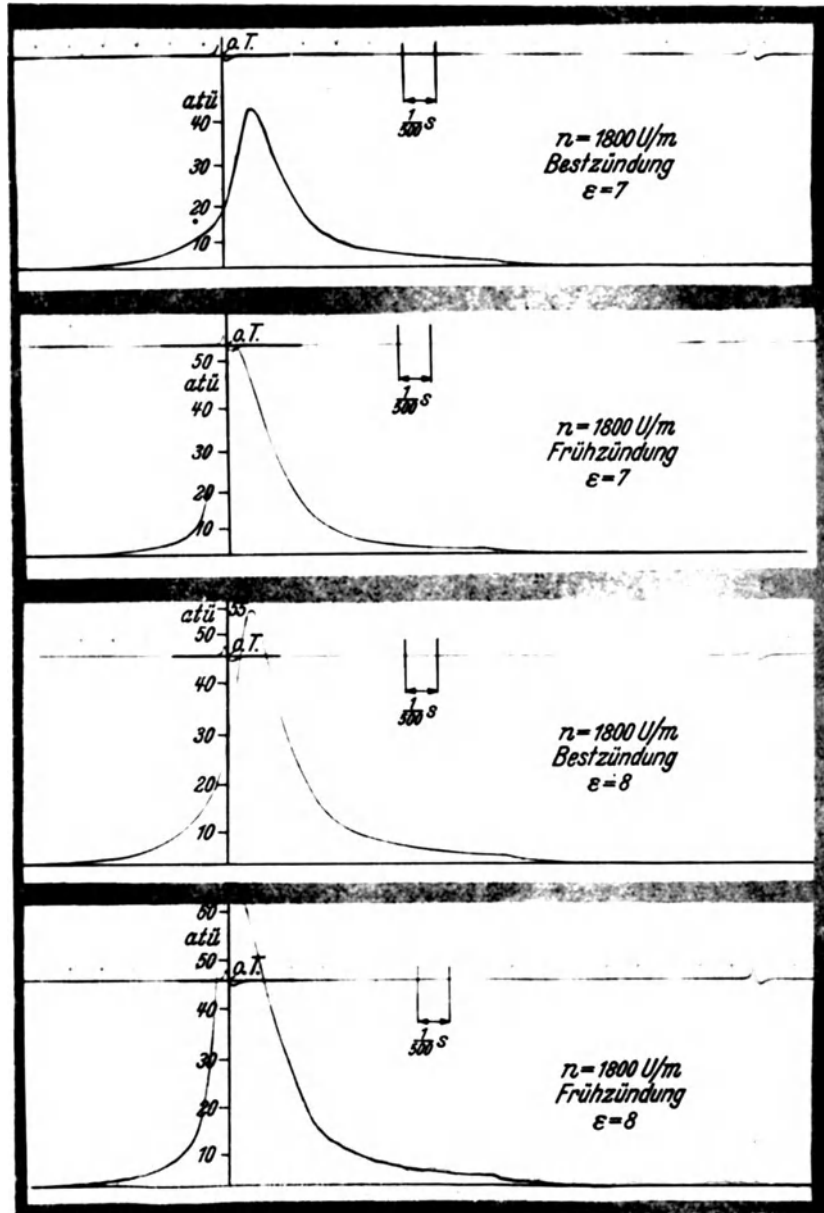 o.T.
atü
40
30
20
10
1/500 s
n = 1800 U/m
Bestzündung
ε = 7
o.T.
50
atü
40
30
20
10
1/500 s
n = 1800 U/m
Frühzündung
ε = 7
atü 55
50
o.T.
40
30
20
10
1/500 s
n = 1800 U/m
Bestzündung
ε = 8
60
atü
50
o.T.
40
30
20
10
1/500 s
n = 1800 U/m
Frühzündung
ε = 8